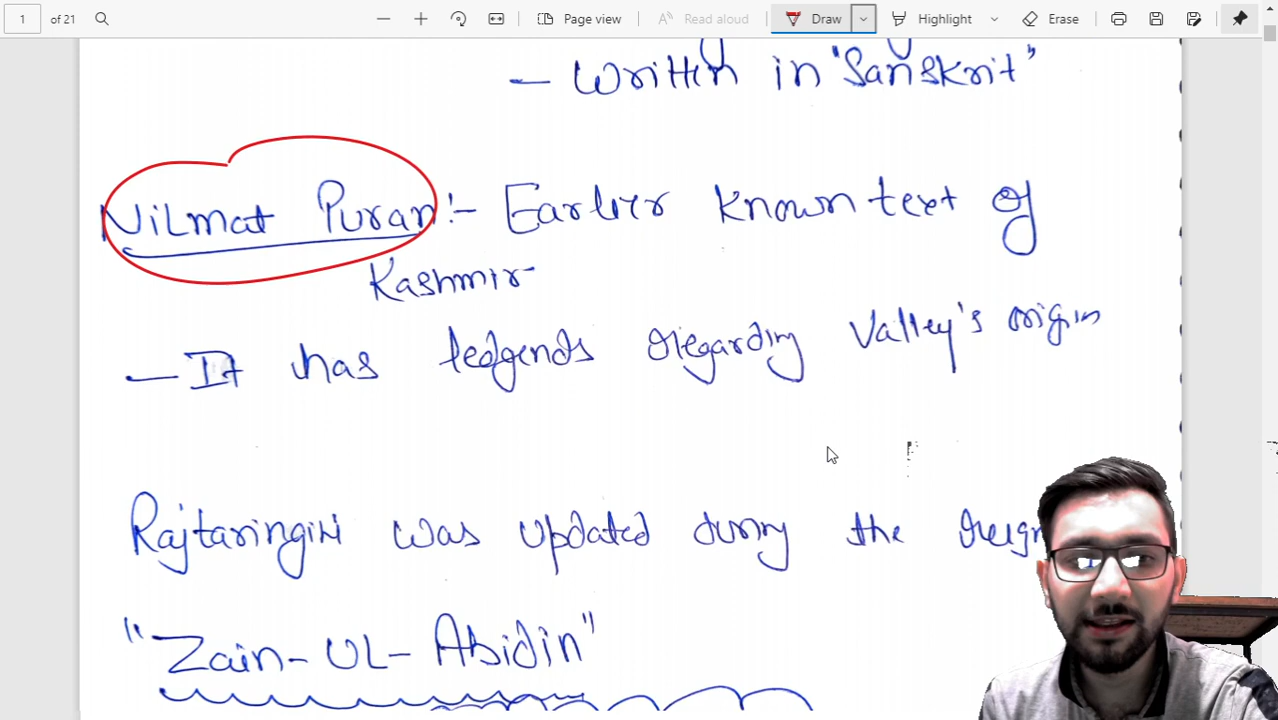 1 of 21 Page view Read aloud Draw Highlight Erase
- Written in "Sanskrit"
Nilmat Puran :- Earlier known text of
Kashmir
- It has ledgends regarding Valley's origin
Rajtaringini was updated during the reign
"Zain-UL-Abidin"